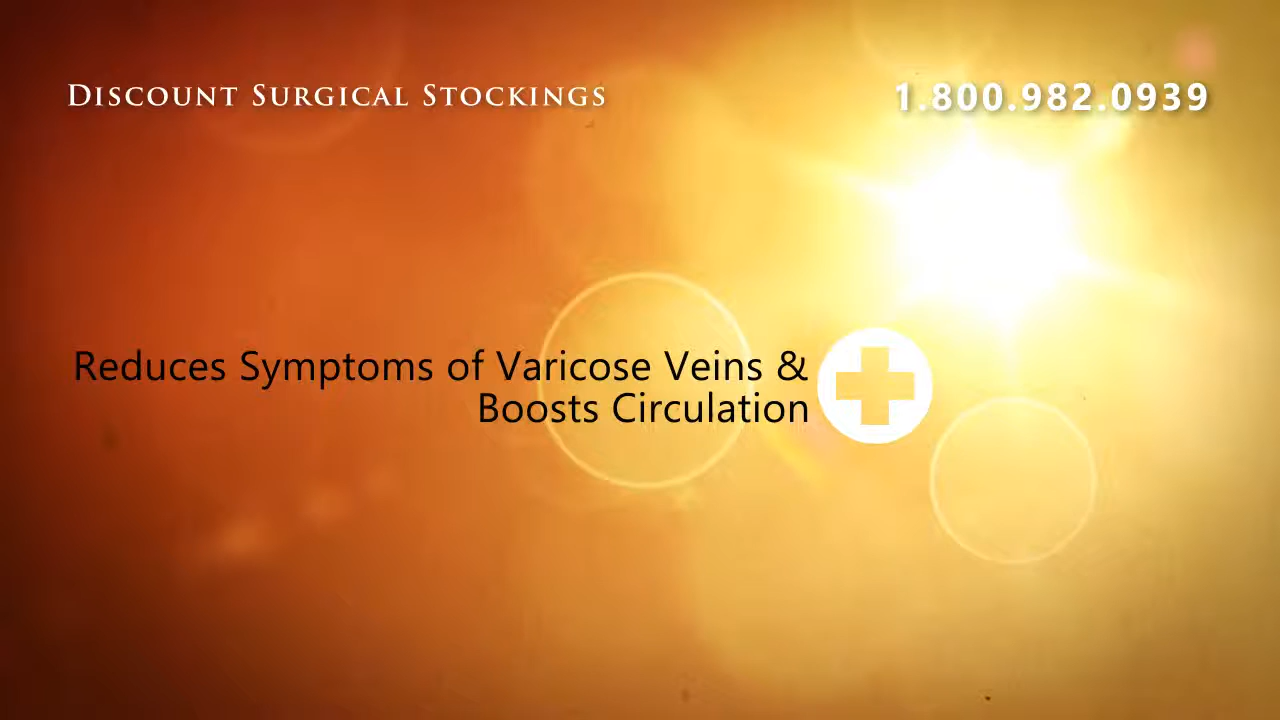 Discount Surgical Stockings
1.800.982.0939
Reduces Symptoms of Varicose Veins &
Boosts Circulation